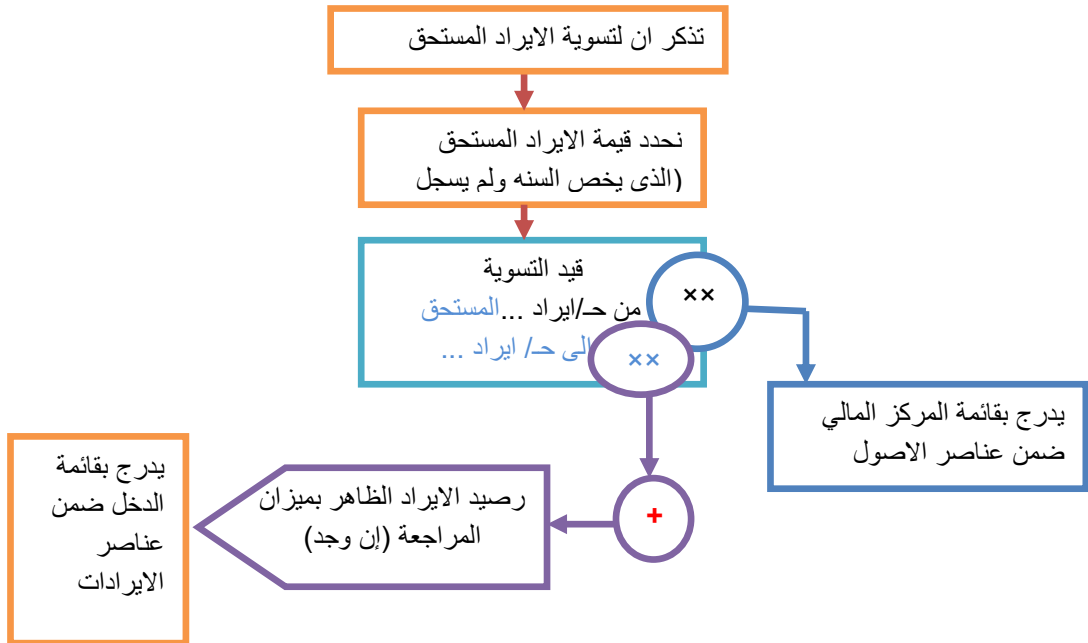 تذكر ان لتسوية الايراد المستحق
نحدد قيمة الايراد المستحق
(الذى يخص السنه ولم يسجل
قيد التسوية
×× من حـ/ايراد ...المستحق
×× الى حـ/ ايراد ...
يدرج بقائمة المركز المالي
ضمن عناصر الاصول
+
رصيد الايراد الظاهر بميزان
المراجعة (إن وجد)
يدرج بقائمة
الدخل ضمن
عناصر
الايرادات